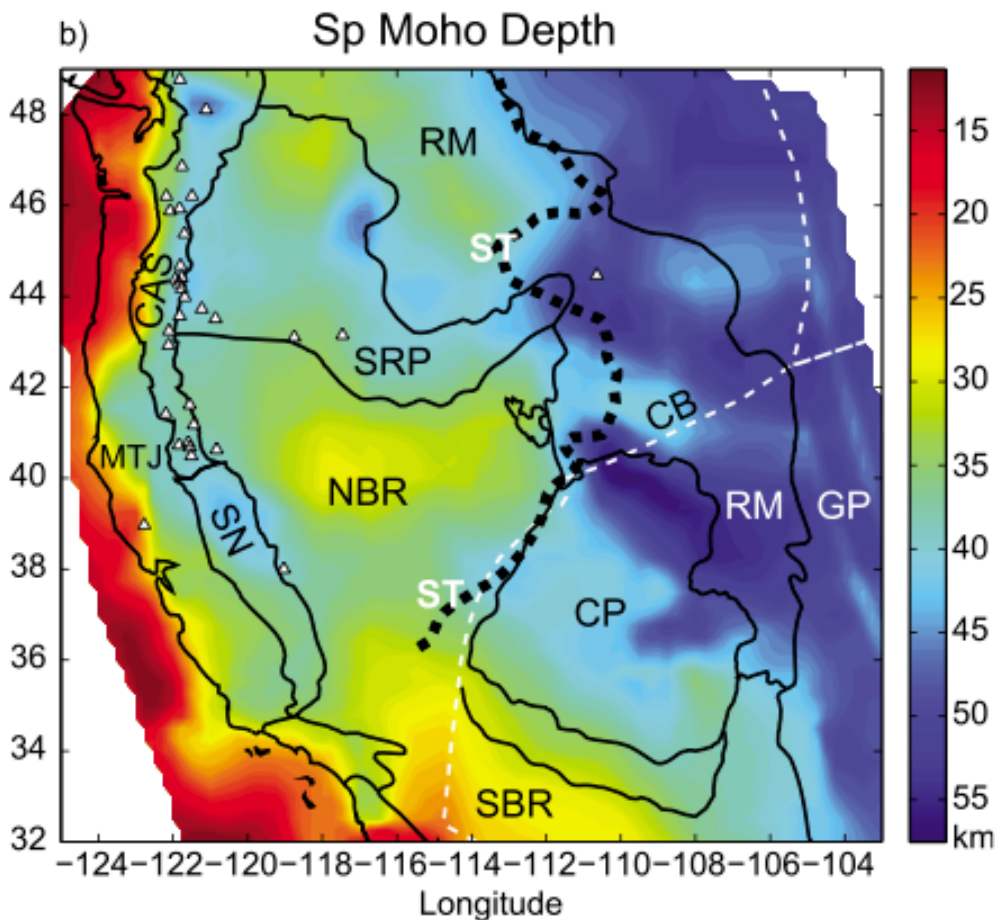 b)
Sp Moho Depth
48
46
44
42
40
38
36
34
32
RM
ST
CAS
SRP
CB
MTJ
NBR
RM
GP
SN
ST
CP
SBR
15
20
25
30
35
40
45
50
55
km
−124 −122 −120 −118 −116 −114 −112 −110 −108 −106 −104
Longitude